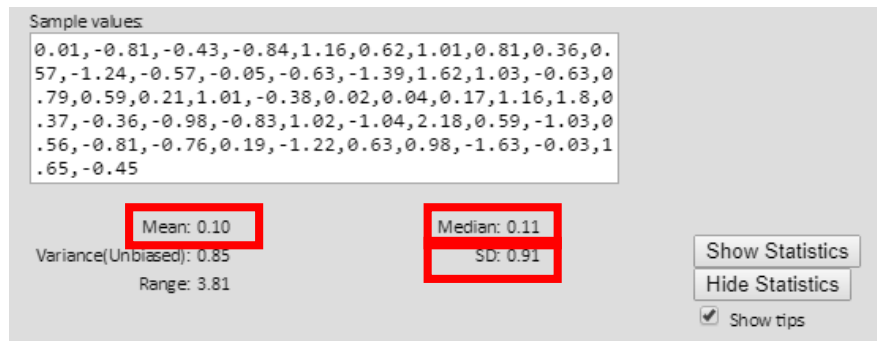 Sample values:
0.01,-0.81,-0.43,-0.84,1.16,0.62,1.01,0.81,0.36,0.
57,-1.24,-0.57,-0.05,-0.63,-1.39,1.62,1.03,-0.63,0
.79,0.59,0.21,1.01,-0.38,0.02,0.04,0.17,1.16,1.8,0
.37,-0.36,-0.98,-0.83,1.02,-1.04,2.18,0.59,-1.03,0
.56,-0.81,-0.76,0.19,-1.22,0.63,0.98,-1.63,-0.03,1
.65,-0.45
Mean: 0.10 Median: 0.11
Variance(Unbiased): 0.85 SD: 0.91
Range: 3.81
Show Statistics
Hide Statistics
Show tips